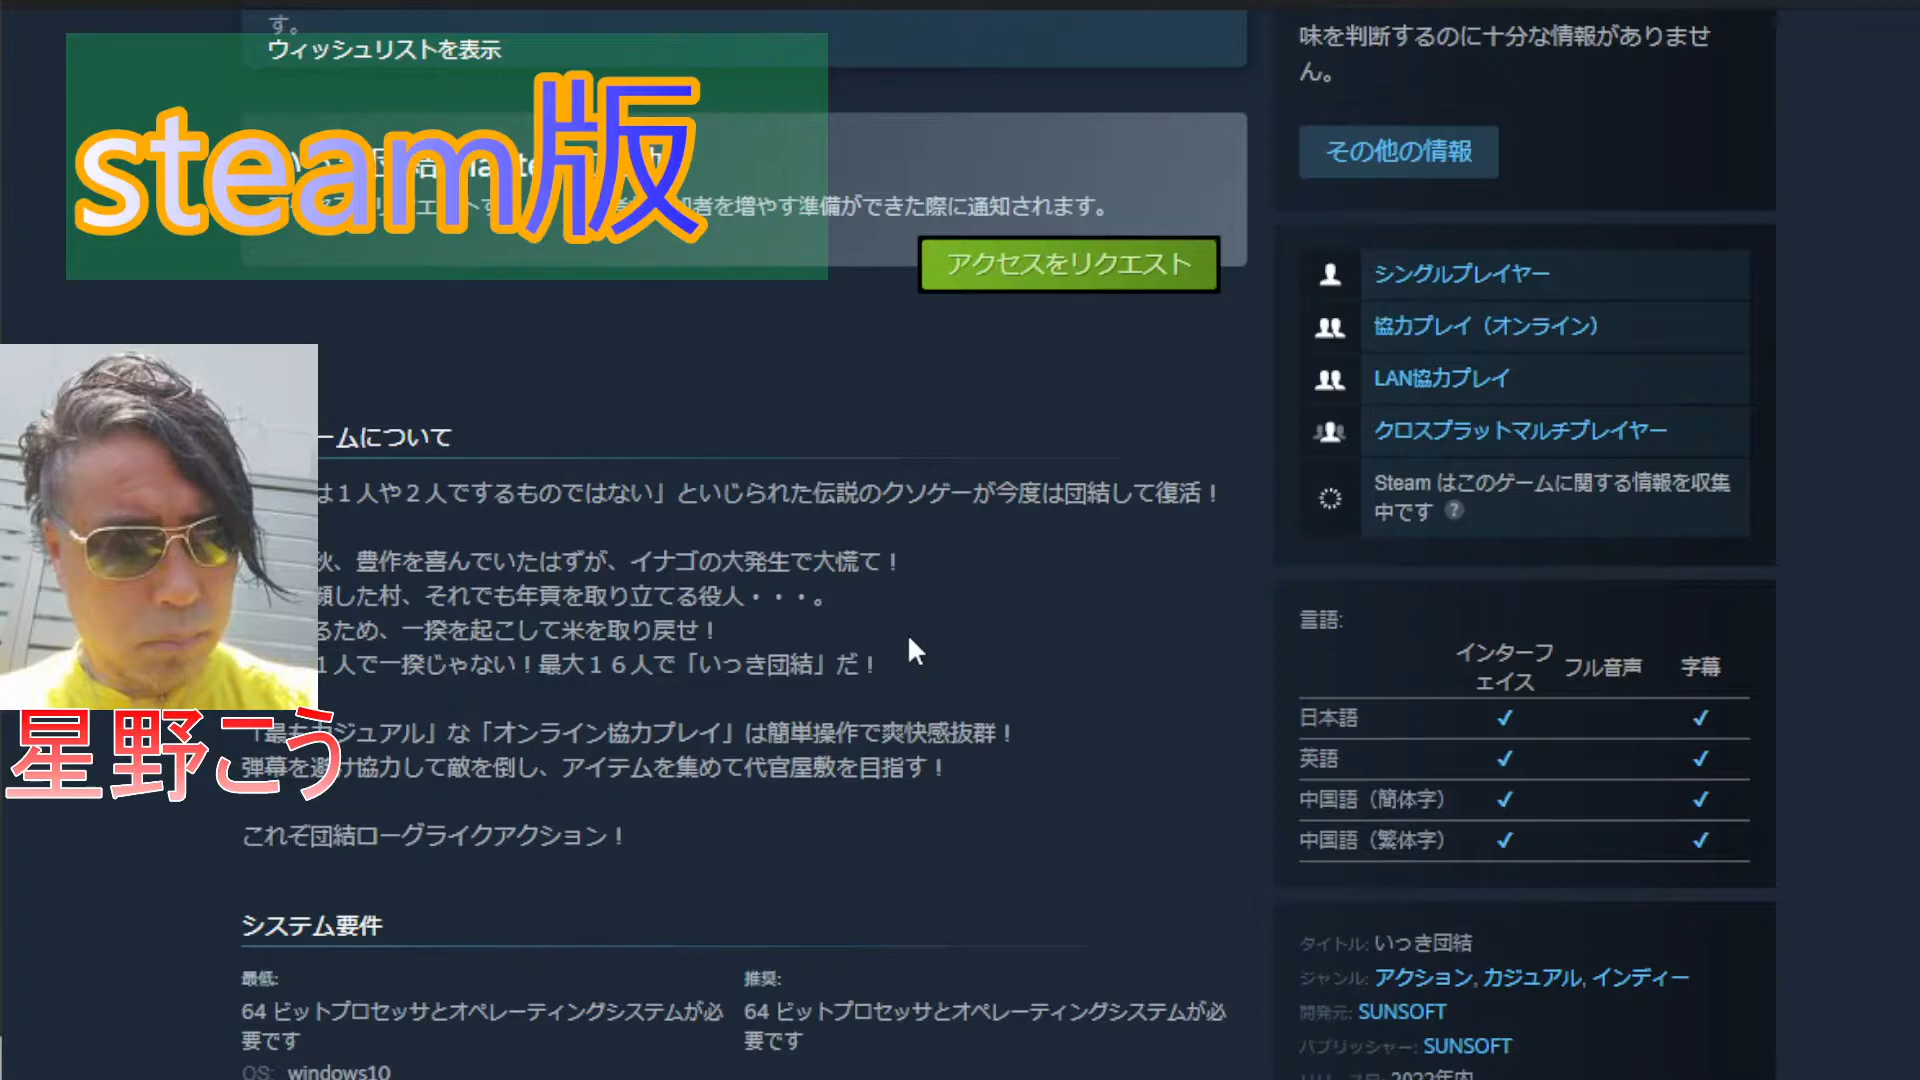 す。
ウィッシュリストを表示
steam版
者を増やす準備ができた際に通知されます。
アクセスをリクエスト
ームについて
は１人や２人でするものではない」といじられた伝説のクソゲーが今度は団結して復活！
秋、豊作を喜んでいたはずが、イナゴの大発生で大慌て！
した村、それでも年貢を取り立てる役人・・・。
るため、一揆を起こして米を取り戻せ！
１人で一揆じゃない！最大１６人で「いっき団結」だ！
星野こう
「最もカジュアル」な「オンライン協力プレイ」は簡単操作で爽快感抜群！
弾幕を避け協力して敵を倒し、アイテムを集めて代官屋敷を目指す！
これぞ団結ローグライクアクション！
システム要件
最低:
64 ビットプロセッサとオペレーティングシステムが必
要です
OS: windows10
推奨:
64 ビットプロセッサとオペレーティングシステムが必
要です
味を判断するのに十分な情報がありませ
ん。
その他の情報
シングルプレイヤー
協力プレイ（オンライン）
LAN協力プレイ
クロスプラットマルチプレイヤー
Steam はこのゲームに関する情報を収集
中です ?
言語:
インターフ
ェイス フル音声 字幕
日本語 ✓ ✓
英語 ✓ ✓
中国語（簡体字） ✓ ✓
中国語（繁体字） ✓ ✓
タイトル: いっき団結
ジャンル: アクション, カジュアル, インディー
開発元: SUNSOFT
パブリッシャー: SUNSOFT
2022年内